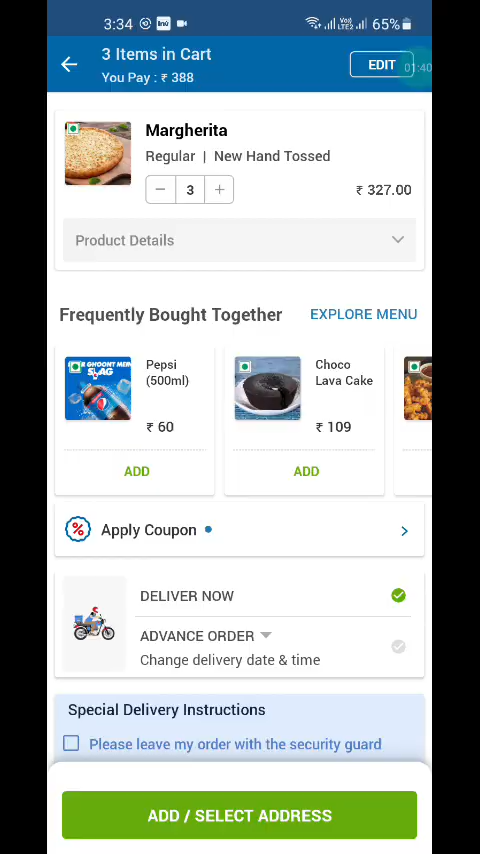 3:34
LTE2
65%
3 Items in Cart
You Pay : ₹ 388
EDIT
01:40
Margherita
Regular | New Hand Tossed
3
₹ 327.00
Product Details
Frequently Bought Together
EXPLORE MENU
Pepsi
(500ml)
₹ 60
ADD
Choco
Lava Cake
₹ 109
ADD
Apply Coupon
DELIVER NOW
ADVANCE ORDER
Change delivery date & time
Special Delivery Instructions
Please leave my order with the security guard
ADD / SELECT ADDRESS